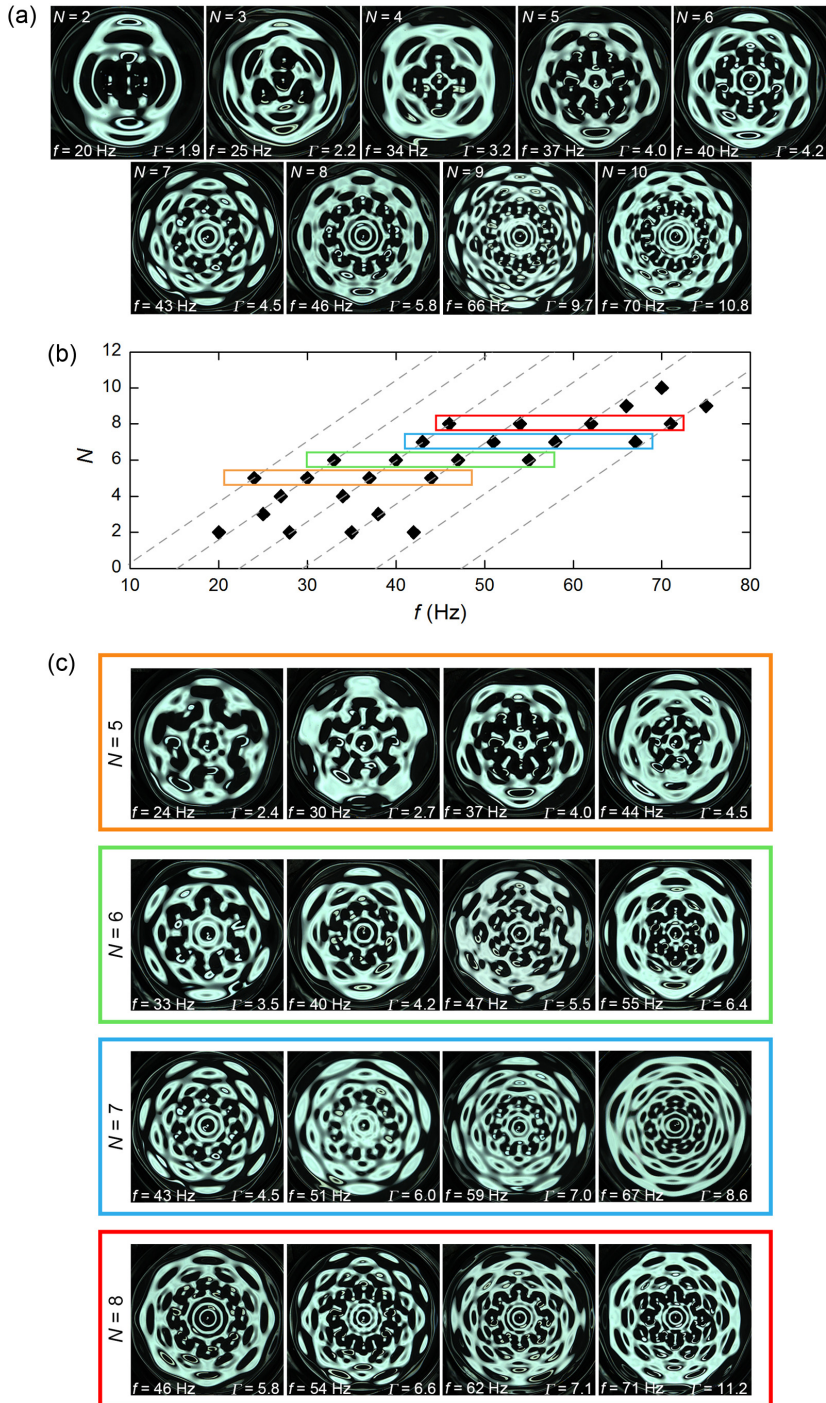 (a)
N = 2
N = 3
N = 4
N = 5
N = 6
f = 20 Hz Γ = 1.9
f = 25 Hz Γ = 2.2
f = 34 Hz Γ = 3.2
f = 37 Hz Γ = 4.0
f = 40 Hz Γ = 4.2
N = 7
N = 8
N = 9
N = 10
f = 43 Hz Γ = 4.5
f = 46 Hz Γ = 5.8
f = 66 Hz Γ = 9.7
f = 70 Hz Γ = 10.8
(b)
12
10
8
6
4
2
0
N
10 20 30 40 50 60 70 80
f (Hz)
(c)
N = 5
f = 24 Hz Γ = 2.4
f = 30 Hz Γ = 2.7
f = 37 Hz Γ = 4.0
f = 44 Hz Γ = 4.5
N = 6
f = 33 Hz Γ = 3.5
f = 40 Hz Γ = 4.2
f = 47 Hz Γ = 5.5
f = 55 Hz Γ = 6.4
N = 7
f = 43 Hz Γ = 4.5
f = 51 Hz Γ = 6.0
f = 59 Hz Γ = 7.0
f = 67 Hz Γ = 8.6
N = 8
f = 46 Hz Γ = 5.8
f = 54 Hz Γ = 6.6
f = 62 Hz Γ = 7.1
f = 71 Hz Γ = 11.2